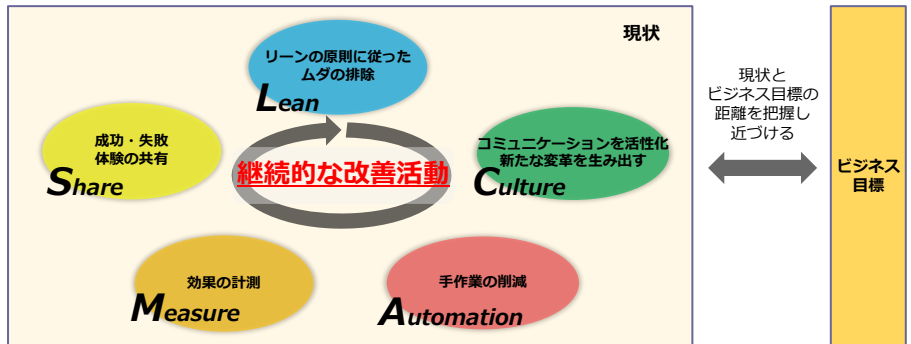 現状
リーンの原則に従った
ムダの排除
Lean
成功・失敗
体験の共有
Share
コミュニケーションを活性化
新たな変革を生み出す
Culture
継続的な改善活動
効果の計測
Measure
手作業の削減
Automation
現状と
ビジネス目標の
距離を把握し
近づける
ビジネス
目標